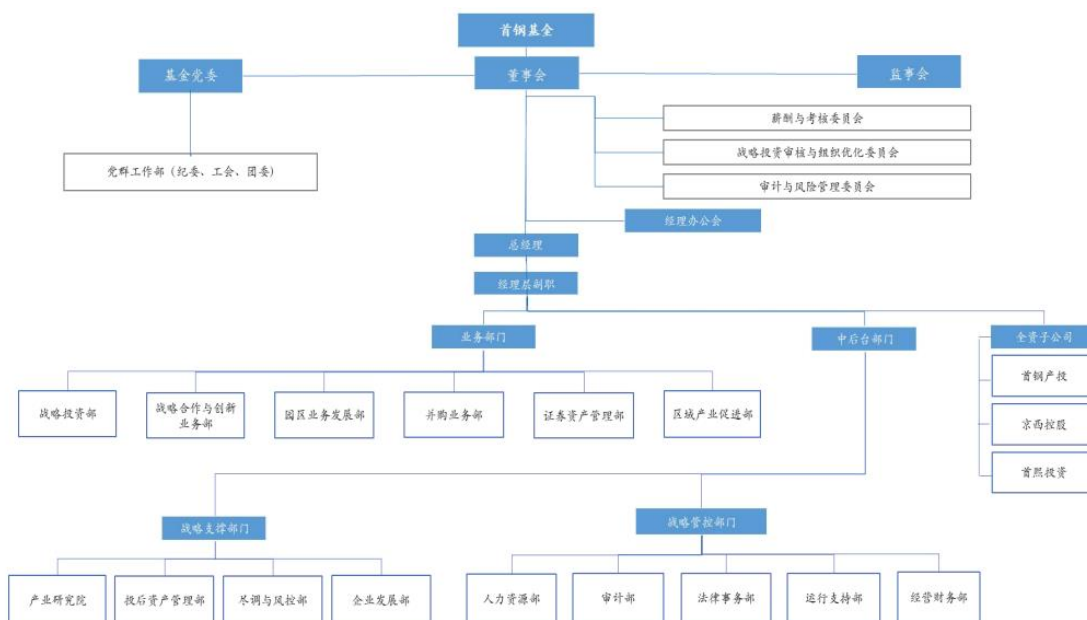 首钢基金
基金党委
董事会
监事会
薪酬与考核委员会
战略投资审核与组织优化委员会
党群工作部（纪委、工会、团委）
审计与风险管理委员会
经理办公会
总经理
经理层副职
业务部门
中后台部门
全资子公司
战略投资部
战略合作与创新
业务部
园区业务发展部
并购业务部
证券资产管理部
区域产业促进部
首钢产投
京西控股
首熙投资
战略支撑部门
战略管控部门
产业研究院
投后资产管理部
尽调与风控部
企业发展部
人力资源部
审计部
法律事务部
运行支持部
经营财务部